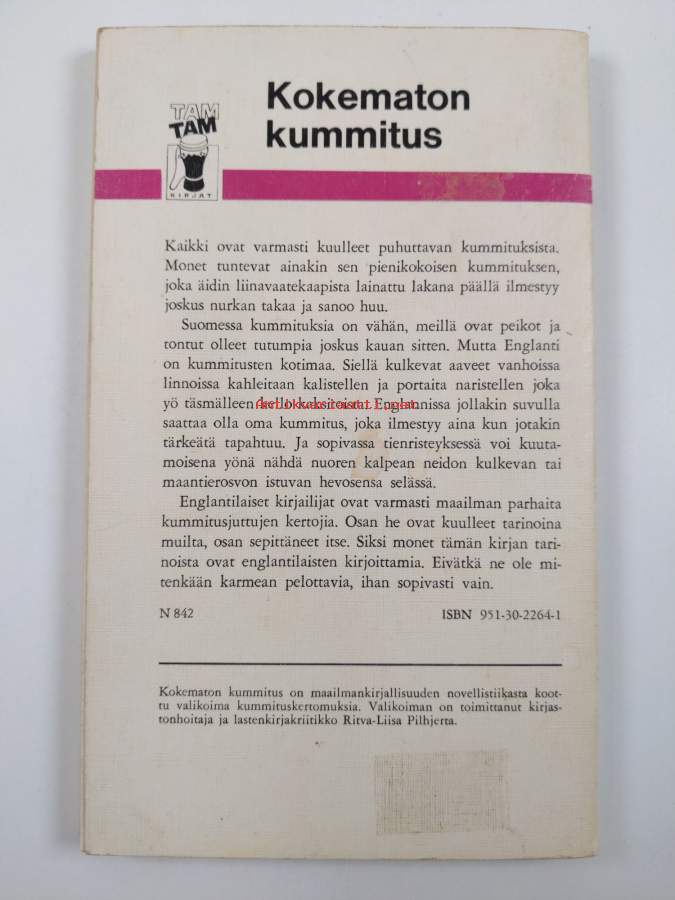 TAM
TAM
KIRJAT
Kokematon
kummitus
Kaikki ovat varmasti kuulleet puhuttavan kummituksista.
Monet tuntevat ainakin sen pienikokoisen kummituksen,
joka äidin liinavaatekaapista lainattu lakana päällä ilmestyy
joskus nurkan takaa ja sanoo huu.
Suomessa kummituksia on vähän, meillä ovat peikot ja
tontut olleet tutumpia joskus kauan sitten. Mutta Englanti
on kummitusten kotimaa. Siellä kulkevat aaveet vanhoissa
linnoissa kahleitaan kalistellen ja portaita naristellen joka
yö täsmälleen kello kaksitoista. Englannissa jollakin suvulla
saattaa olla oma kummitus, joka ilmestyy aina kun jotakin
tärkeätä tapahtuu. Ja sopivassa tienristeyksessä voi kuuta-
moisena yönä nähdä nuoren kalpean neidon kulkevan tai
maantierosvon istuvan hevosensa selässä.
Englantilaiset kirjailijat ovat varmasti maailman parhaita
kummitusjuttujen kertojia. Osan he ovat kuulleet tarinoina
muilta, osan sepittäneet itse. Siksi monet tämän kirjan tari-
noista ovat englantilaisten kirjoittamia. Eivätkä ne ole mi-
tenkään karmean pelottavia, ihan sopivasti vain.
N 842 ISBN 951-30-2264-1
Kokematon kummitus on maailmankirjallisuuden novellistiikasta koot-
tu valikoima kummituskertomuksia. Valikoiman on toimittanut kirjas-
tonhoitaja ja lastenkirjakriitikko Ritva-Liisa Pilhjerta.